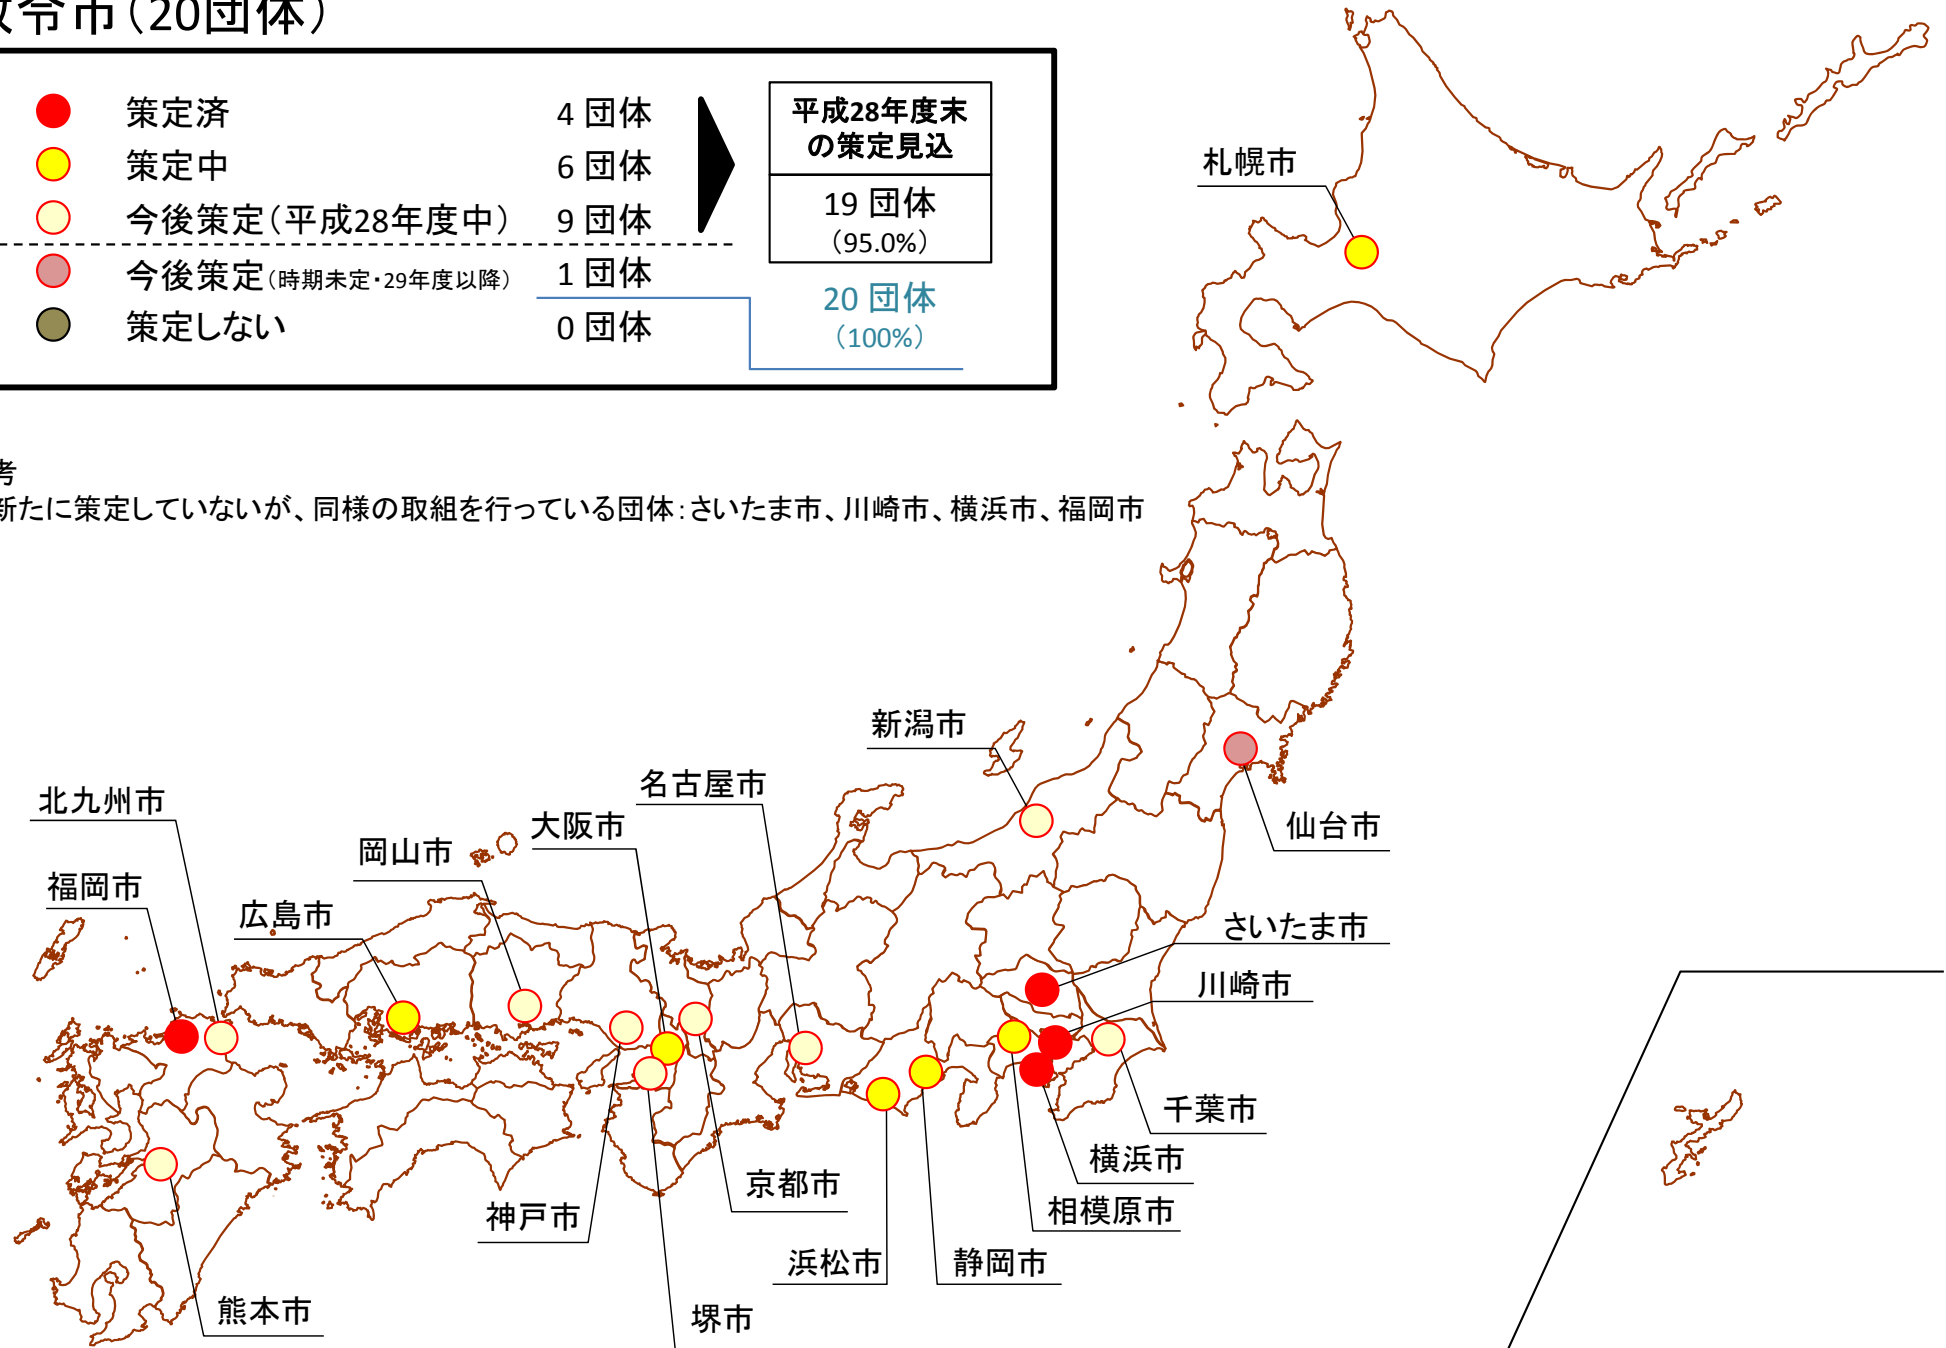 政令市（20団体）
策定済 4 団体
策定中 6 団体
今後策定（平成28年度中） 9 団体
今後策定（時期未定・29年度以降） 1 団体
策定しない 0 団体
平成28年度末
の策定見込
19 団体
（95.0%）
20 団体
（100%）
考
新たに策定していないが、同様の取組を行っている団体：さいたま市、川崎市、横浜市、福岡市
札幌市
新潟市
名古屋市
北九州市
大阪市
仙台市
岡山市
福岡市
広島市
さいたま市
川崎市
千葉市
横浜市
京都市
相模原市
神戸市
浜松市
静岡市
熊本市
堺市